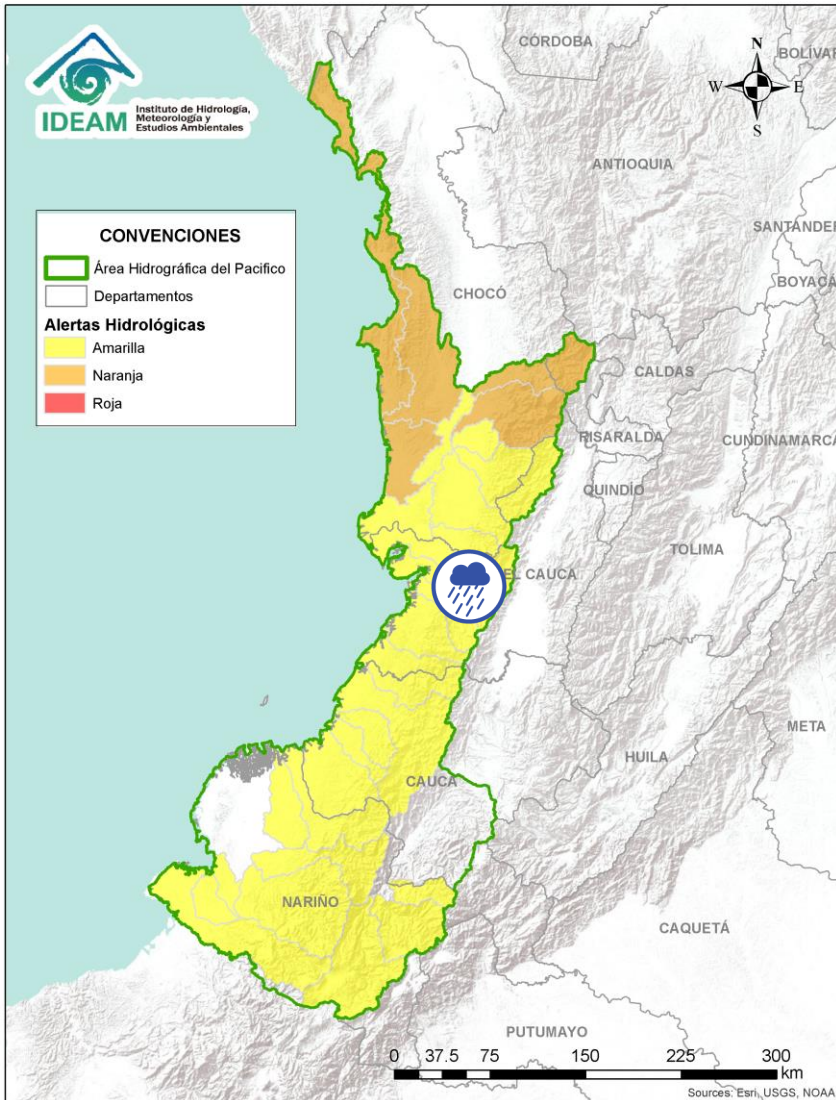 IDEAM
Instituto de Hidrología,
Meteorología y
Estudios Ambientales
CÓRDOBA
BOLÍVAR
N
W
E
S
ANTIOQUIA
SANTANDER
BOYACÁ
CONVENCIONES
Área Hidrográfica del Pacifico
Departamentos
Alertas Hidrológicas
Amarilla
Naranja
Roja
CHOCÓ
CALDAS
RISARALDA
CUNDINAMARCA
QUINDÍO
TOLIMA
EL CAUCA
META
HUILA
CAUCA
NARIÑO
CAQUETÁ
PUTUMAYO
0 37.5 75 150 225 300
km
Sources: Esri, USGS, NOAA